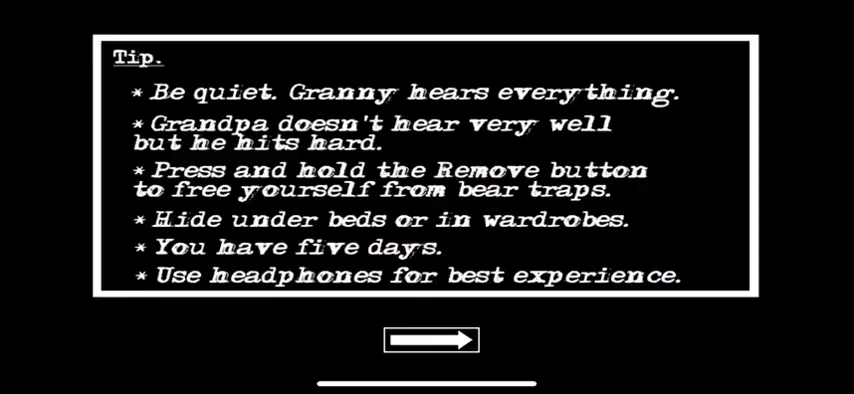 Tip.
* Be quiet. Granny hears everything.
* Grandpa doesn't hear very well
but he hits hard.
* Press and hold the Remove button
to free yourself from bear traps.
* Hide under beds or in wardrobes.
* You have five days.
* Use headphones for best experience.